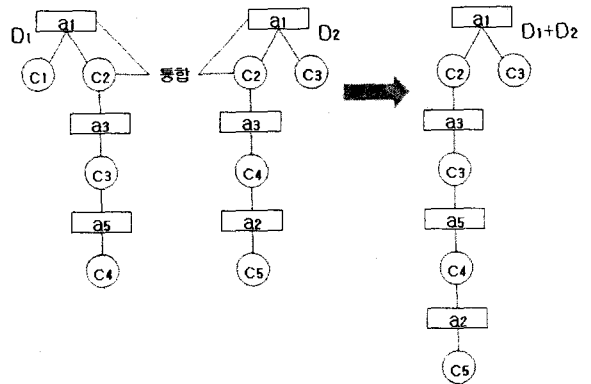 D1 a1 a1 D2 a1 D1+D2
C1 C2 통합 C2 C3 C2 C3
a3 a3 a3
C3 C4 C3
a5 a2 a5
C4 C5 C4
a2
C5